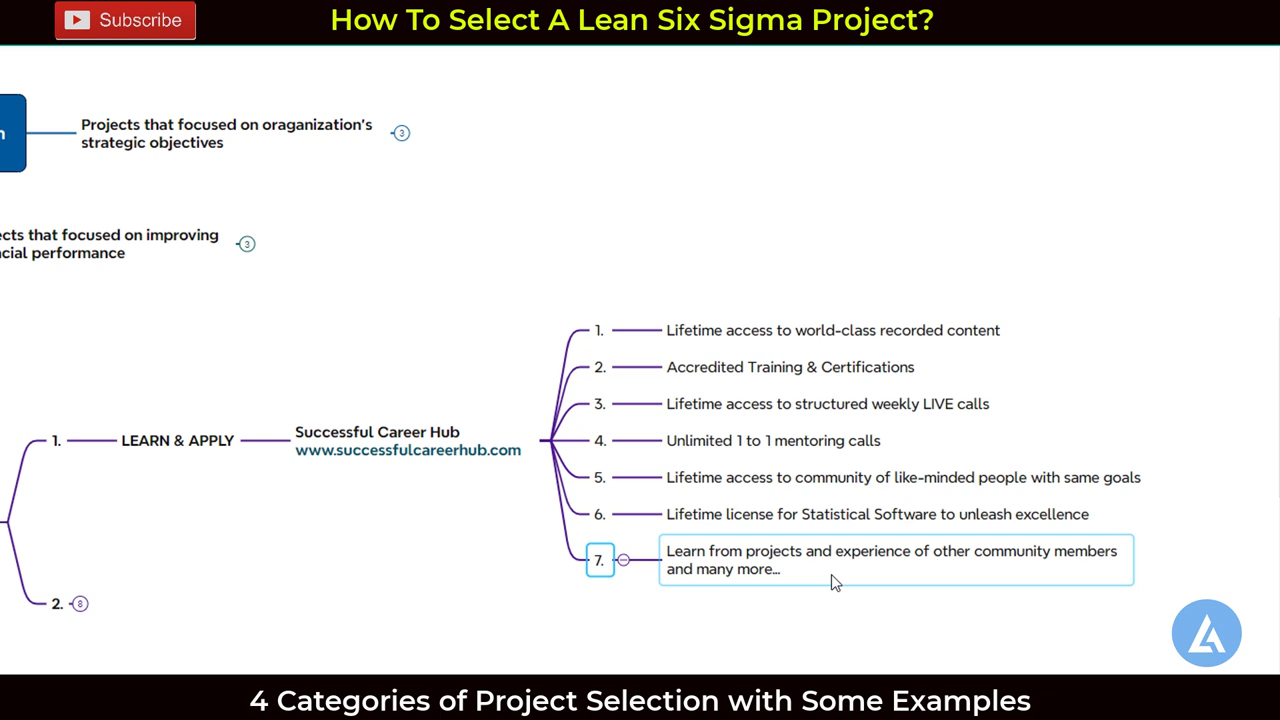 Subscribe
How To Select A Lean Six Sigma Project?
n
Projects that focused on oraganization's
strategic objectives
3
ects that focused on improving
ncial performance
3
1.
LEARN & APPLY
Successful Career Hub
www.successfulcareerhub.com
1. Lifetime access to world-class recorded content
2. Accredited Training & Certifications
3. Lifetime access to structured weekly LIVE calls
4. Unlimited 1 to 1 mentoring calls
5. Lifetime access to community of like-minded people with same goals
6. Lifetime license for Statistical Software to unleash excellence
7. Learn from projects and experience of other community members
and many more...
2. 8
4 Categories of Project Selection with Some Examples